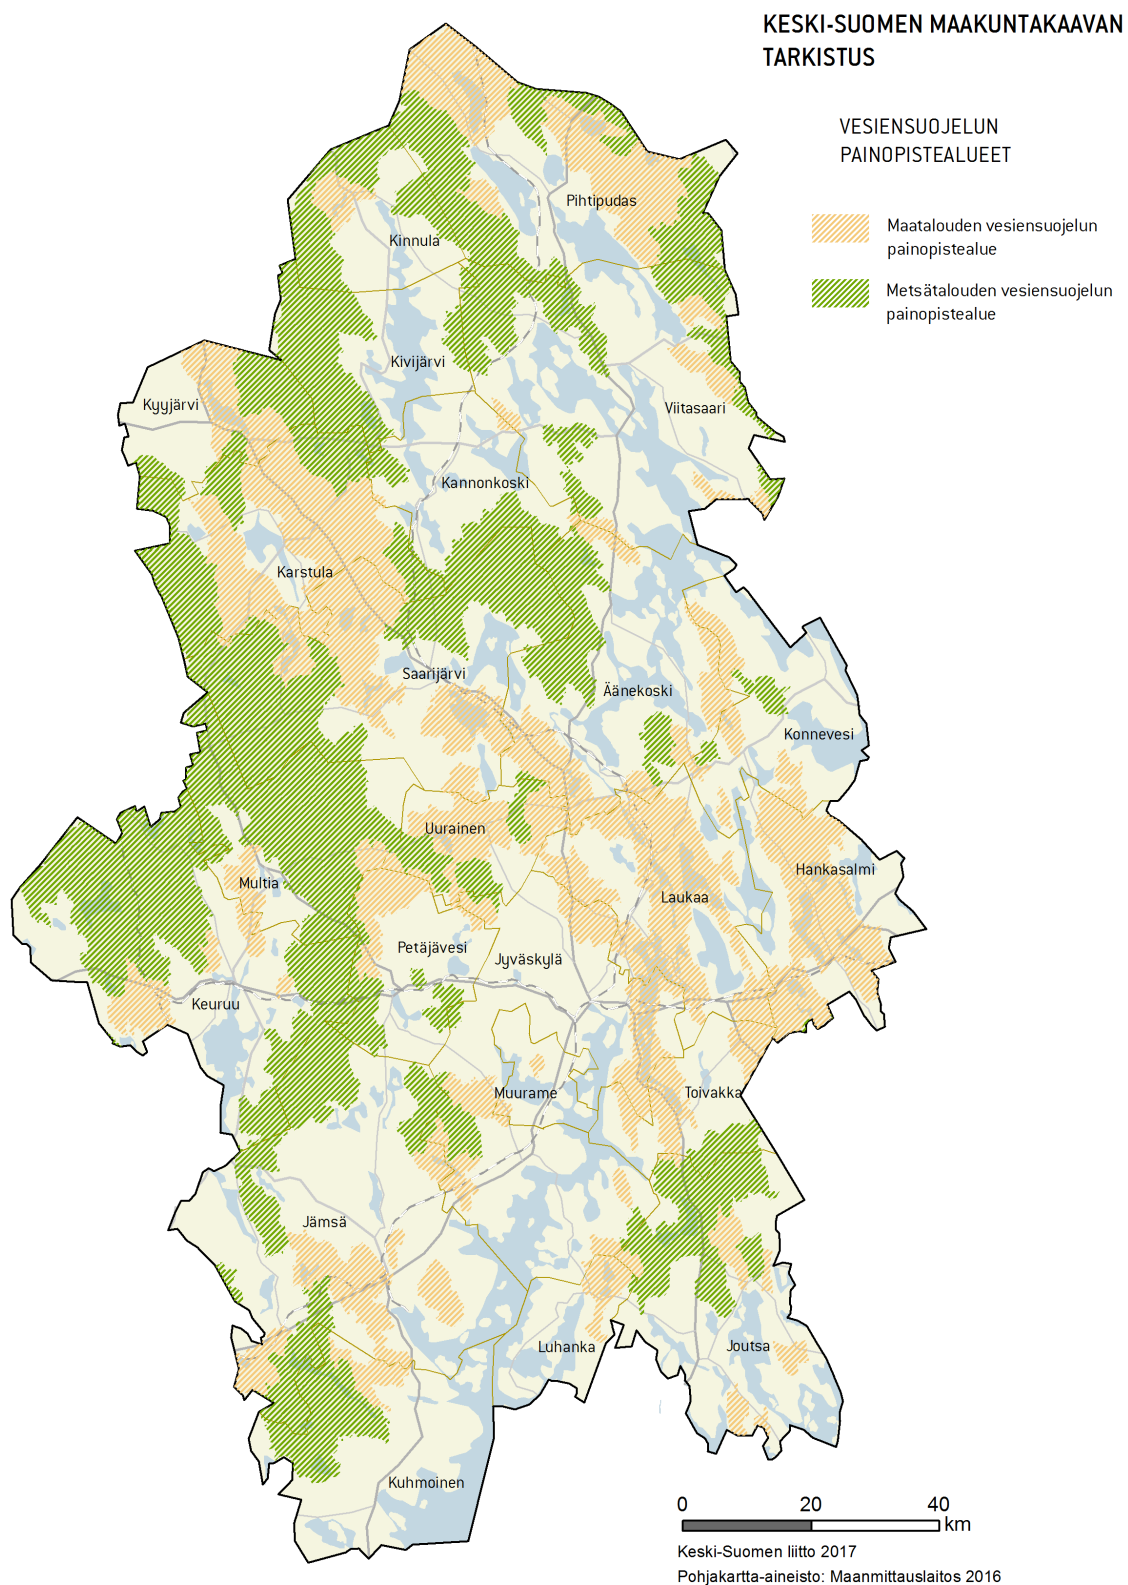 KESKI-SUOMEN MAAKUNTAKAAVAN
TARKISTUS
VESIENSUOJELUN
PAINOPISTEALUEET
Maatalouden vesiensuojelun
painopistealue
Metsätalouden vesiensuojelun
painopistealue
Pihtipudas
Kinnula
Kivijärvi
Kyyjärvi
Viitasaari
Kannonkoski
Karstula
Saarijärvi
Äänekoski
Konnevesi
Uurainen
Hankasalmi
Multia
Laukaa
Petäjävesi
Jyväskylä
Keuruu
Muurame
Toivakka
Jämsä
Luhanka
Joutsa
Kuhmoinen
0 20 40
km
Keski-Suomen liitto 2017
Pohjakartta-aineisto: Maanmittauslaitos 2016